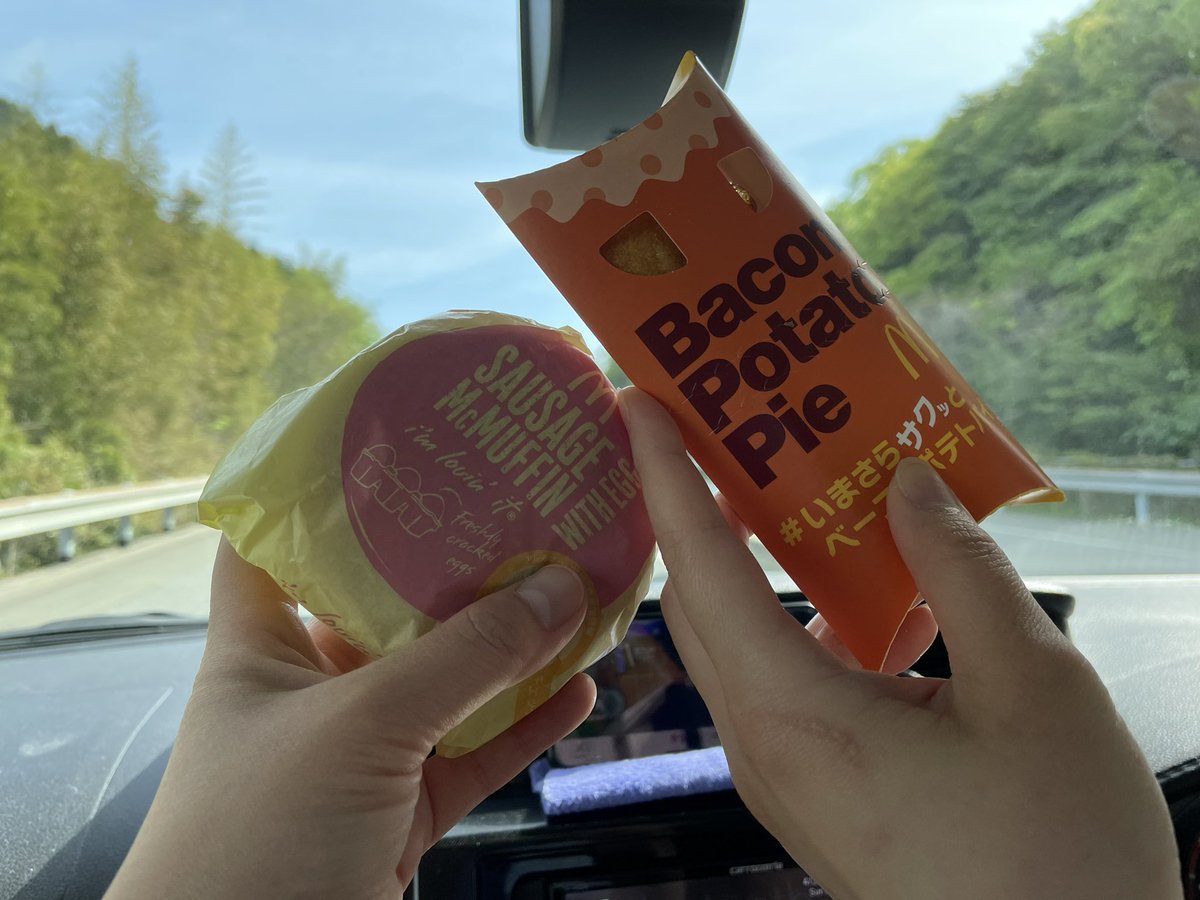 SAUSAGE
McMUFFIN
WITH EGG
i'm lovin' it®
Freshly
cracked
eggs
Bacon
Potato
Pie
#いまさらサクッと
carrozzeria